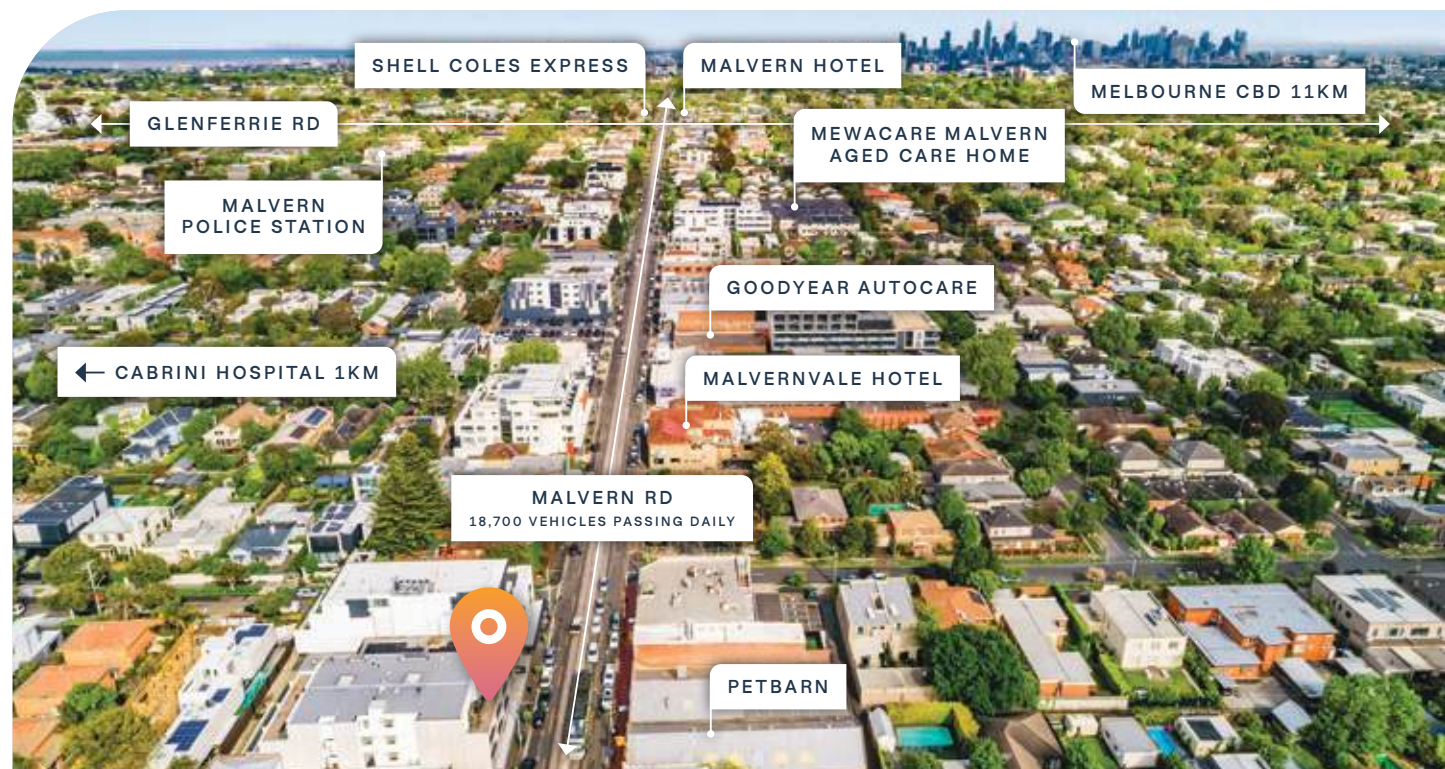 SHELL COLES EXPRESS
MALVERN HOTEL
MELBOURNE CBD 11KM
GLENFERRIE RD
MEWACARE MALVERN
AGED CARE HOME
MALVERN
POLICE STATION
GOODYEAR AUTOCARE
CABRINI HOSPITAL 1KM
MALVERNVALE HOTEL
MALVERN RD
18,700 VEHICLES PASSING DAILY
PETBARN